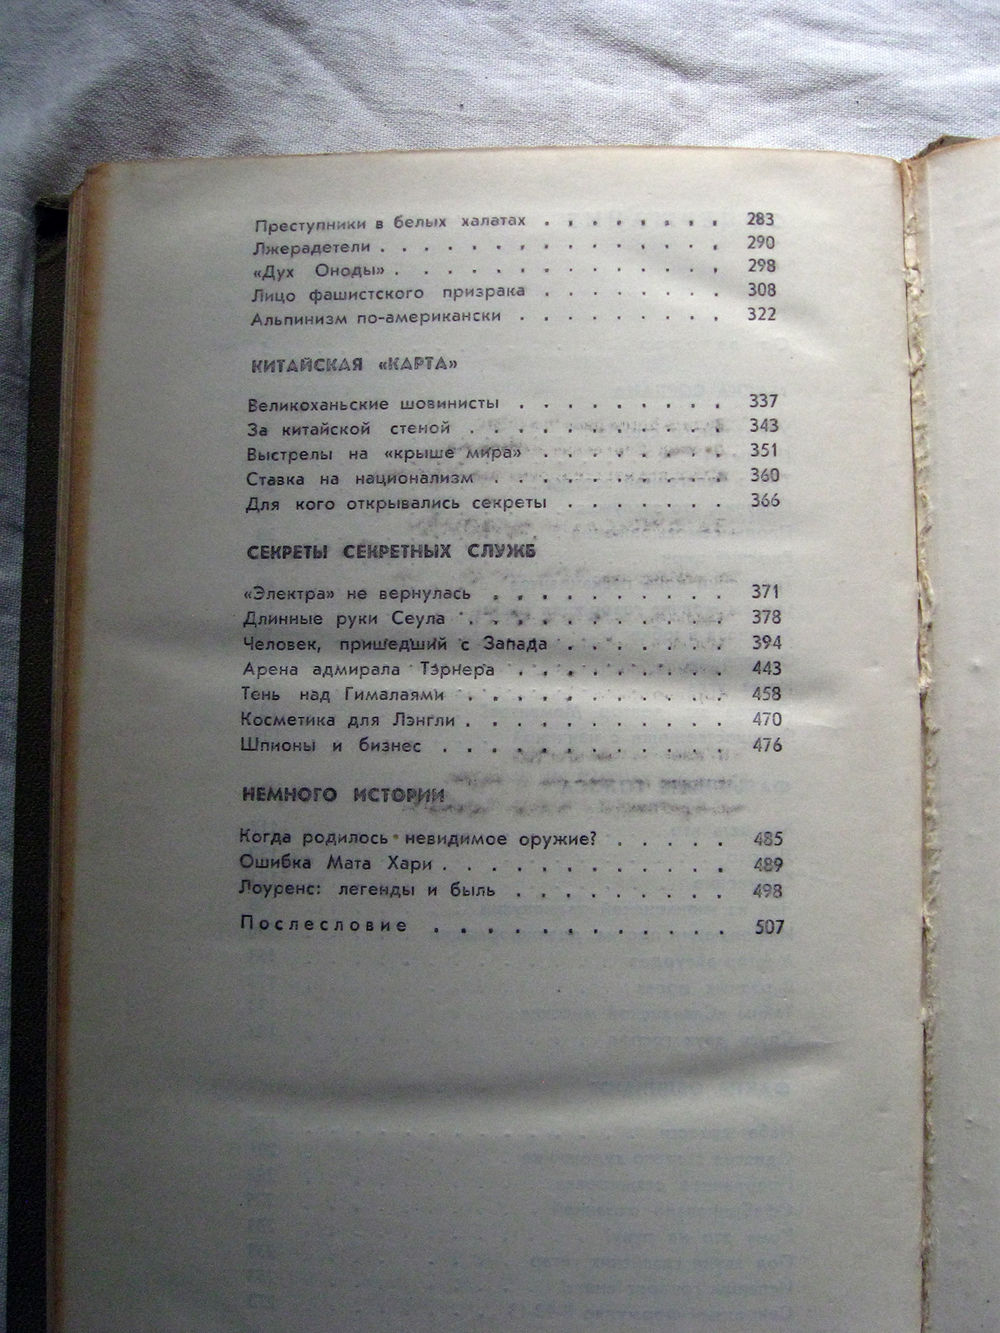 Преступники в белых халатах . . . . . . . . 283
Лжерадетели . . . . . . . . . . . . . . . 290
«Дух Оноды» . . . . . . . . . . . . . . 298
Лицо фашистского призрака . . . . . . . . 308
Альпинизм по-американски . . . . . . . . . 322
КИТАЙСКАЯ «КАРТА»
Великоханьские шовинисты . . . . . . . . . 337
За китайской стеной . . . . . . . . . . . 343
Выстрелы на «крыше мира» . . . . . . . . 351
Ставка на национализм . . . . . . . . . . 360
Для кого открывались секреты . . . . . . . 366
СЕКРЕТЫ СЕКРЕТНЫХ СЛУЖБ
«Электра» не вернулась . . . . . . . . . . 371
Длинные руки Сеула . . . . . . . . . . . 378
Человек, пришедший с Запада . . . . . . . 394
Арена адмирала Тэрнера . . . . . . . . . 443
Тень над Гималаями . . . . . . . . . . . 458
Косметика для Лэнгли . . . . . . . . . . . 470
Шпионы и бизнес . . . . . . . . . . . . 476
НЕМНОГО ИСТОРИИ
Когда родилось невидимое оружие? . . . . . 485
Ошибка Мата Хари . . . . . . . . . . . . 489
Лоуренс: легенды и быль . . . . . . . . . 498
Послесловие . . . . . . . . . . . . 507